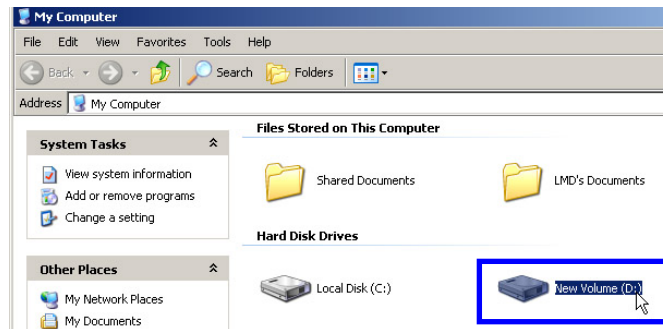 My Computer
File Edit View Favorites Tools Help
Back Search Folders
Address My Computer
System Tasks
View system information
Add or remove programs
Change a setting
Other Places
My Network Places
My Documents
Files Stored on This Computer
Shared Documents LMD's Documents
Hard Disk Drives
Local Disk (C:) New Volume (D:)